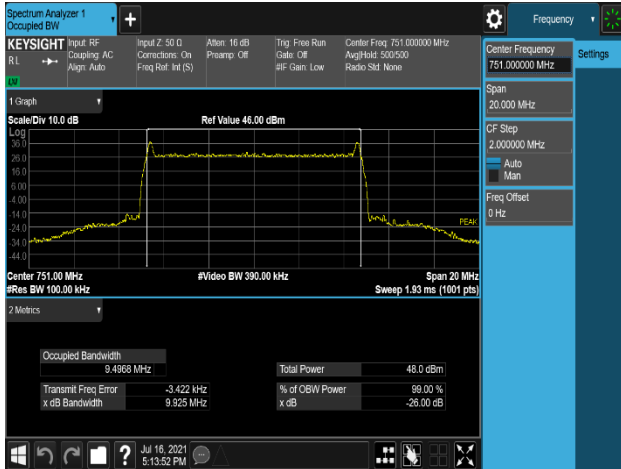 Spectrum Analyzer 1
Occupied BW
KEYSIGHT
R L
LNI
Input: RF
Coupling: AC
Align: Auto
Input Z: 50 Ω
Corrections: On
Freq Ref: Int (S)
Atten: 16 dB
Preamp: Off
Trig: Free Run
Gate: Off
#IF Gain: Low
Center Freq: 751.000000 MHz
Avg|Hold: 500/500
Radio Std: None
1 Graph
Scale/Div 10.0 dB
Ref Value 46.00 dBm
Log
36.0
26.0
16.0
6.00
-4.00
-14.0
-24.0
-34.0
-44.0
PEAK
Center 751.00 MHz
#Video BW 390.00 kHz
Span 20 MHz
#Res BW 100.00 kHz
Sweep 1.93 ms (1001 pts)
2 Metrics
Occupied Bandwidth
9.4968 MHz
Total Power
48.0 dBm
Transmit Freq Error
-3.422 kHz
% of OBW Power
99.00 %
x dB Bandwidth
9.925 MHz
x dB
-26.00 dB
?
Jul 16, 2021
5:13:52 PM
Frequency
Center Frequency
751.000000 MHz
Settings
Span
20.000 MHz
CF Step
2.000000 MHz
Auto
Man
Freq Offset
0 Hz